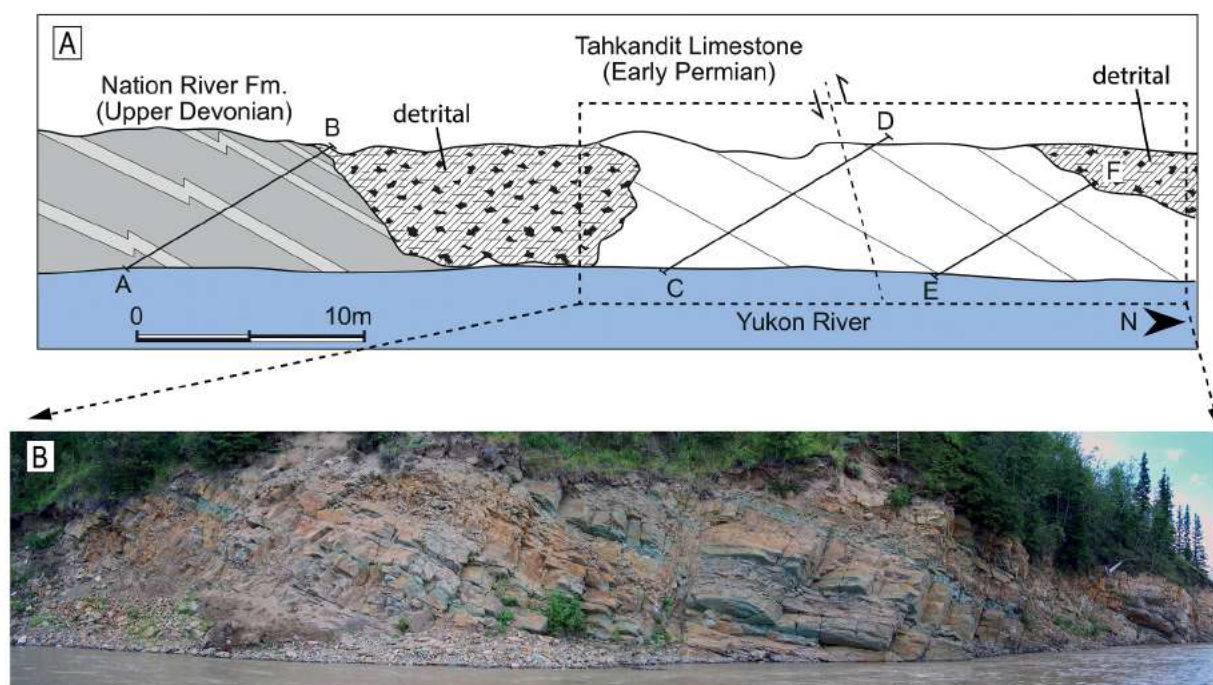 A
Nation River Fm.
(Upper Devonian)
detrital
Tahkandit Limestone
(Early Permian)
detrital
B
D
F
A
C
E
0
10m
Yukon River
N
B